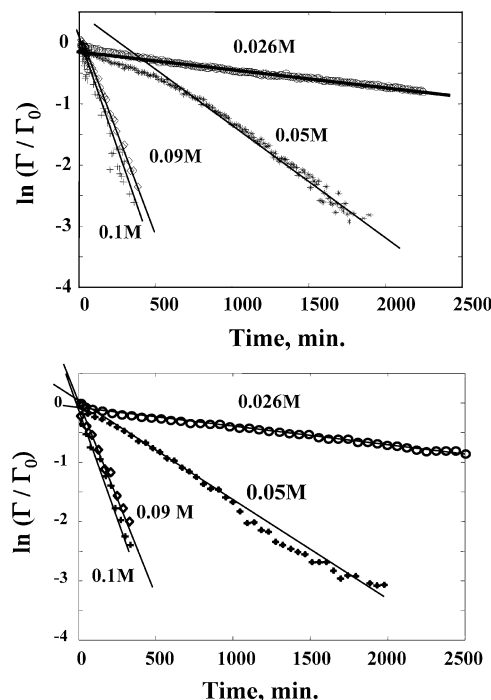 0
-1
-2
-3
-4
ln (Γ / Γ₀)
0.026M
0.09M
0.05M
0.1M
0 500 1000 1500 2000 2500
Time, min.
0
-1
-2
-3
-4
ln (Γ / Γ₀)
0.026M
0.05M
0.09 M
0.1M
0 500 1000 1500 2000 2500
Time, min.